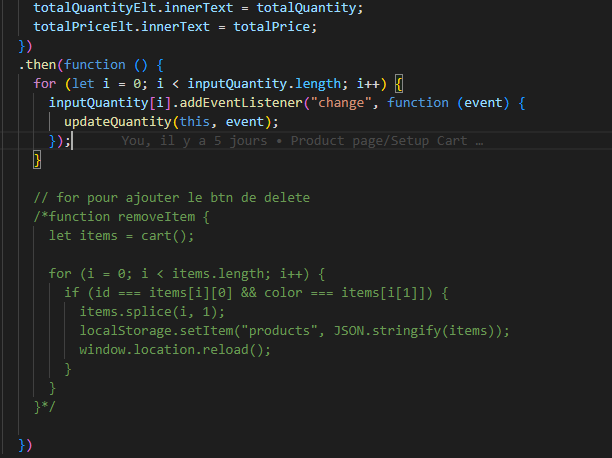 totalQuantityElt.innerText = totalQuantity;
totalPriceElt.innerText = totalPrice;
})
.then(function () {
for (let i = 0; i < inputQuantity.length; i++) {
inputQuantity[i].addEventListener("change", function (event) {
updateQuantity(this, event);
}); You, il y a 5 jours • Product page/Setup Cart …
}
// for pour ajouter le btn de delete
/*function removeItem {
let items = cart();
for (i = 0; i < items.length; i++) {
if (id === items[i][0] && color === items[i[1]]) {
items.splice(i, 1);
localStorage.setItem("products", JSON.stringify(items));
window.location.reload();
}
}
}*/
})